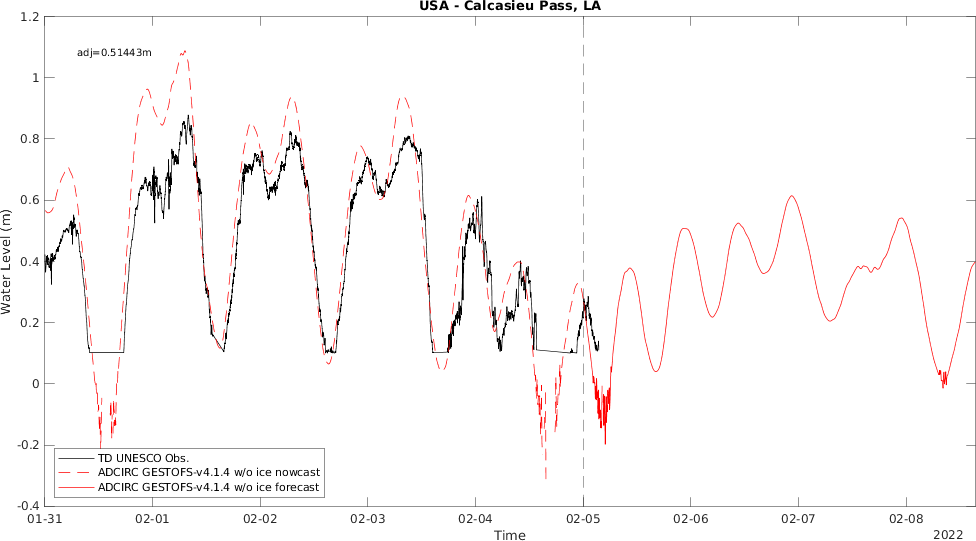 USA - Calcasieu Pass, LA
adj=0.51443m
1.2
1
0.8
0.6
0.4
0.2
0
-0.2
-0.4
Water Level (m)
TD UNESCO Obs.
ADCIRC GESTOFS-v4.1.4 w/o ice nowcast
ADCIRC GESTOFS-v4.1.4 w/o ice forecast
01-31 02-01 02-02 02-03 02-04 02-05 02-06 02-07 02-08
Time
2022